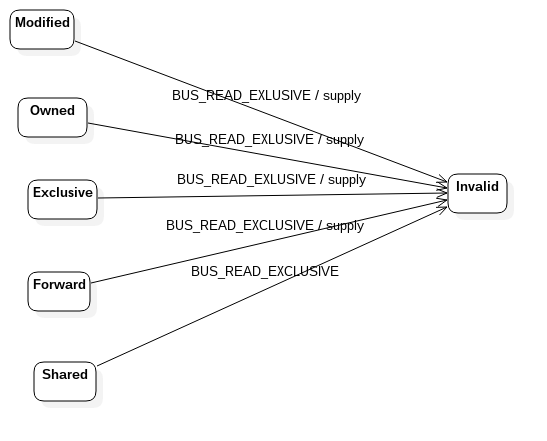 Modified
BUS_READ_EXLUSIVE / supply
Owned
BUS_READ_EXLUSIVE / supply
Exclusive
BUS_READ_EXLUSIVE / supply
Invalid
BUS_READ_EXCLUSIVE / supply
Forward
BUS_READ_EXCLUSIVE
Shared